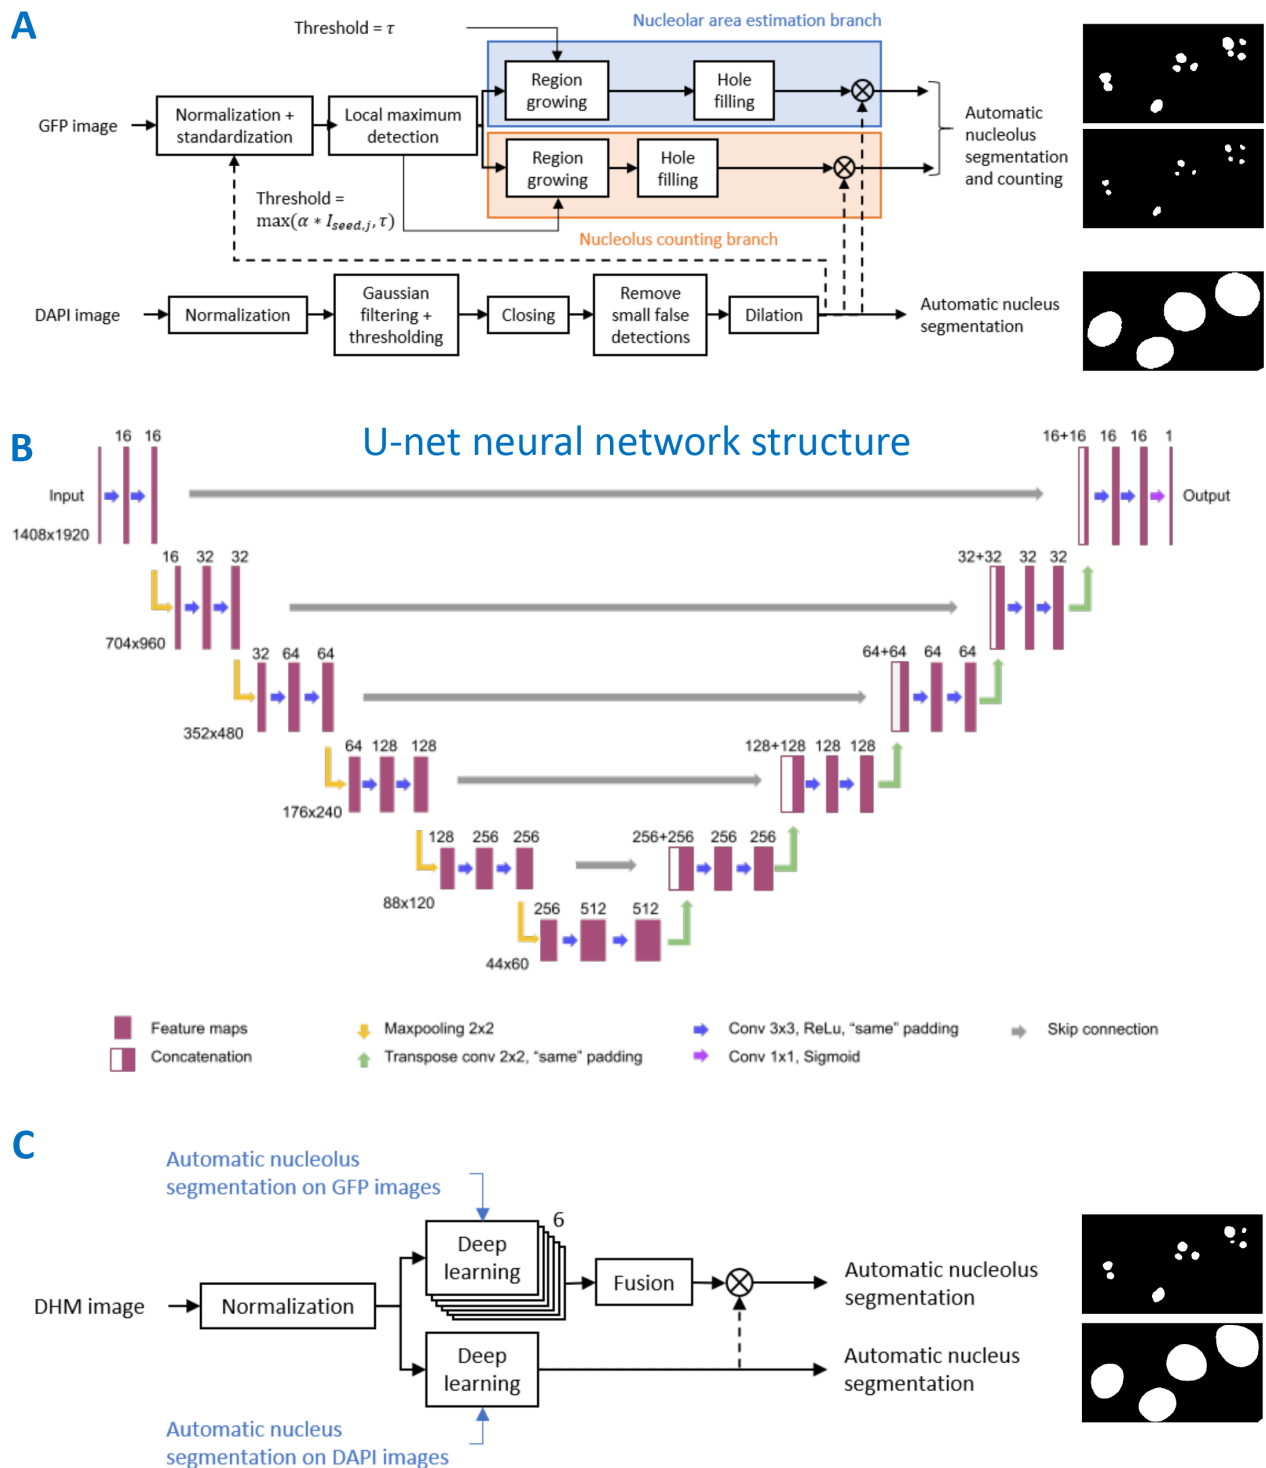 A
Nucleolar area estimation branch
Threshold = τ
Region
growing
Hole
filling
GFP image
Normalization +
standardization
Local maximum
detection
Automatic
nucleolus
segmentation
and counting
Region
growing
Hole
filling
Threshold =
max(α ∗ I_seed,j, τ)
Nucleolus counting branch
DAPI image
Normalization
Gaussian
filtering +
thresholding
Closing
Remove
small false
detections
Dilation
Automatic nucleus
segmentation
B
U-net neural network structure
16 16
16+16 16 16 1
Input
Output
1408x1920
16 32 32
32+32 32 32
704x960
32 64 64
64+64 64 64
352x480
64 128 128
128+128 128 128
176x240
128 256 256
256+256 256 256
88x120
256 512 512
44x60
Feature maps
Maxpooling 2x2
Conv 3x3, ReLu, “same” padding
Skip connection
Concatenation
Transpose conv 2x2, “same” padding
Conv 1x1, Sigmoid
C
Automatic nucleolus
segmentation on GFP images
6
Deep
learning
Fusion
DHM image
Normalization
Automatic nucleolus
segmentation
Deep
learning
Automatic nucleus
segmentation
Automatic nucleus
segmentation on DAPI images